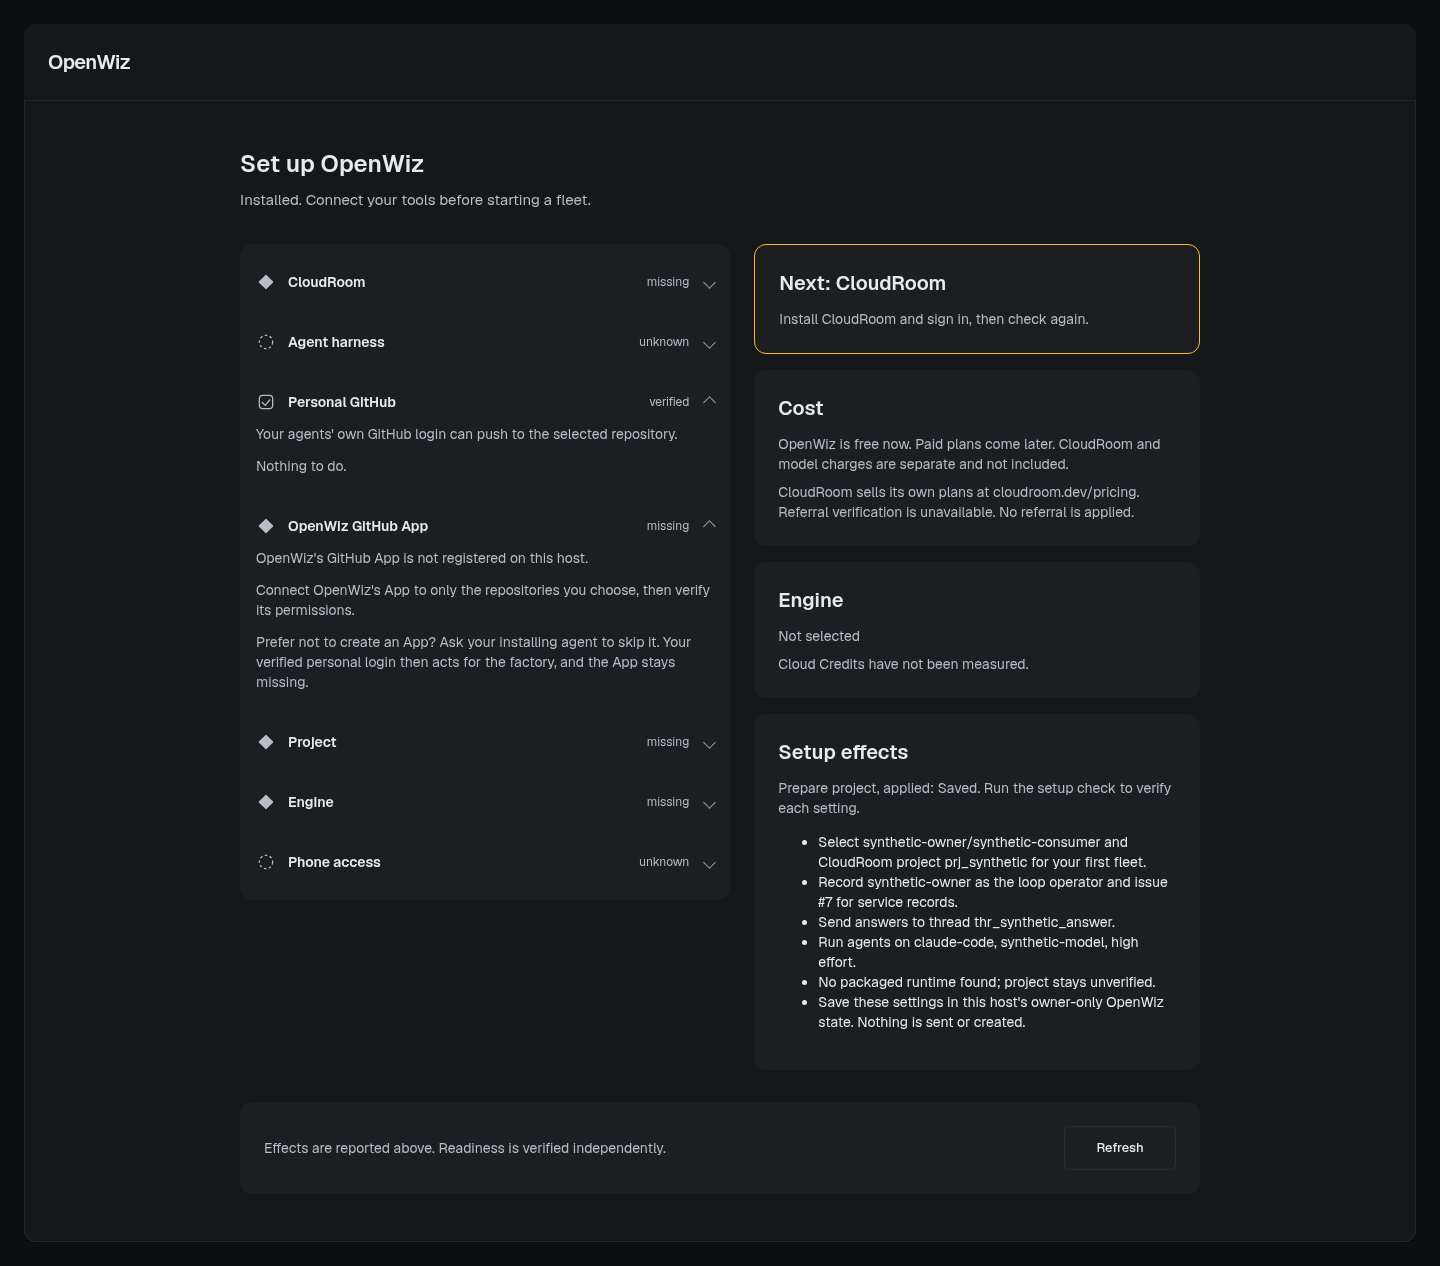 OpenWiz
Set up OpenWiz
Installed. Connect your tools before starting a fleet.
CloudRoom
missing
Agent harness
unknown
Personal GitHub
verified
Your agents' own GitHub login can push to the selected repository.
Nothing to do.
OpenWiz GitHub App
missing
OpenWiz's GitHub App is not registered on this host.
Connect OpenWiz's App to only the repositories you choose, then verify
its permissions.
Prefer not to create an App? Ask your installing agent to skip it. Your
verified personal login then acts for the factory, and the App stays
missing.
Project
missing
Engine
missing
Phone access
unknown
Next: CloudRoom
Install CloudRoom and sign in, then check again.
Cost
OpenWiz is free now. Paid plans come later. CloudRoom and
model charges are separate and not included.
CloudRoom sells its own plans at cloudroom.dev/pricing.
Referral verification is unavailable. No referral is applied.
Engine
Not selected
Cloud Credits have not been measured.
Setup effects
Prepare project, applied: Saved. Run the setup check to verify
each setting.
• Select synthetic-owner/synthetic-consumer and
CloudRoom project prj_synthetic for your first fleet.
• Record synthetic-owner as the loop operator and issue
#7 for service records.
• Send answers to thread thr_synthetic_answer.
• Run agents on claude-code, synthetic-model, high
effort.
• No packaged runtime found; project stays unverified.
• Save these settings in this host's owner-only OpenWiz
state. Nothing is sent or created.
Effects are reported above. Readiness is verified independently.
Refresh